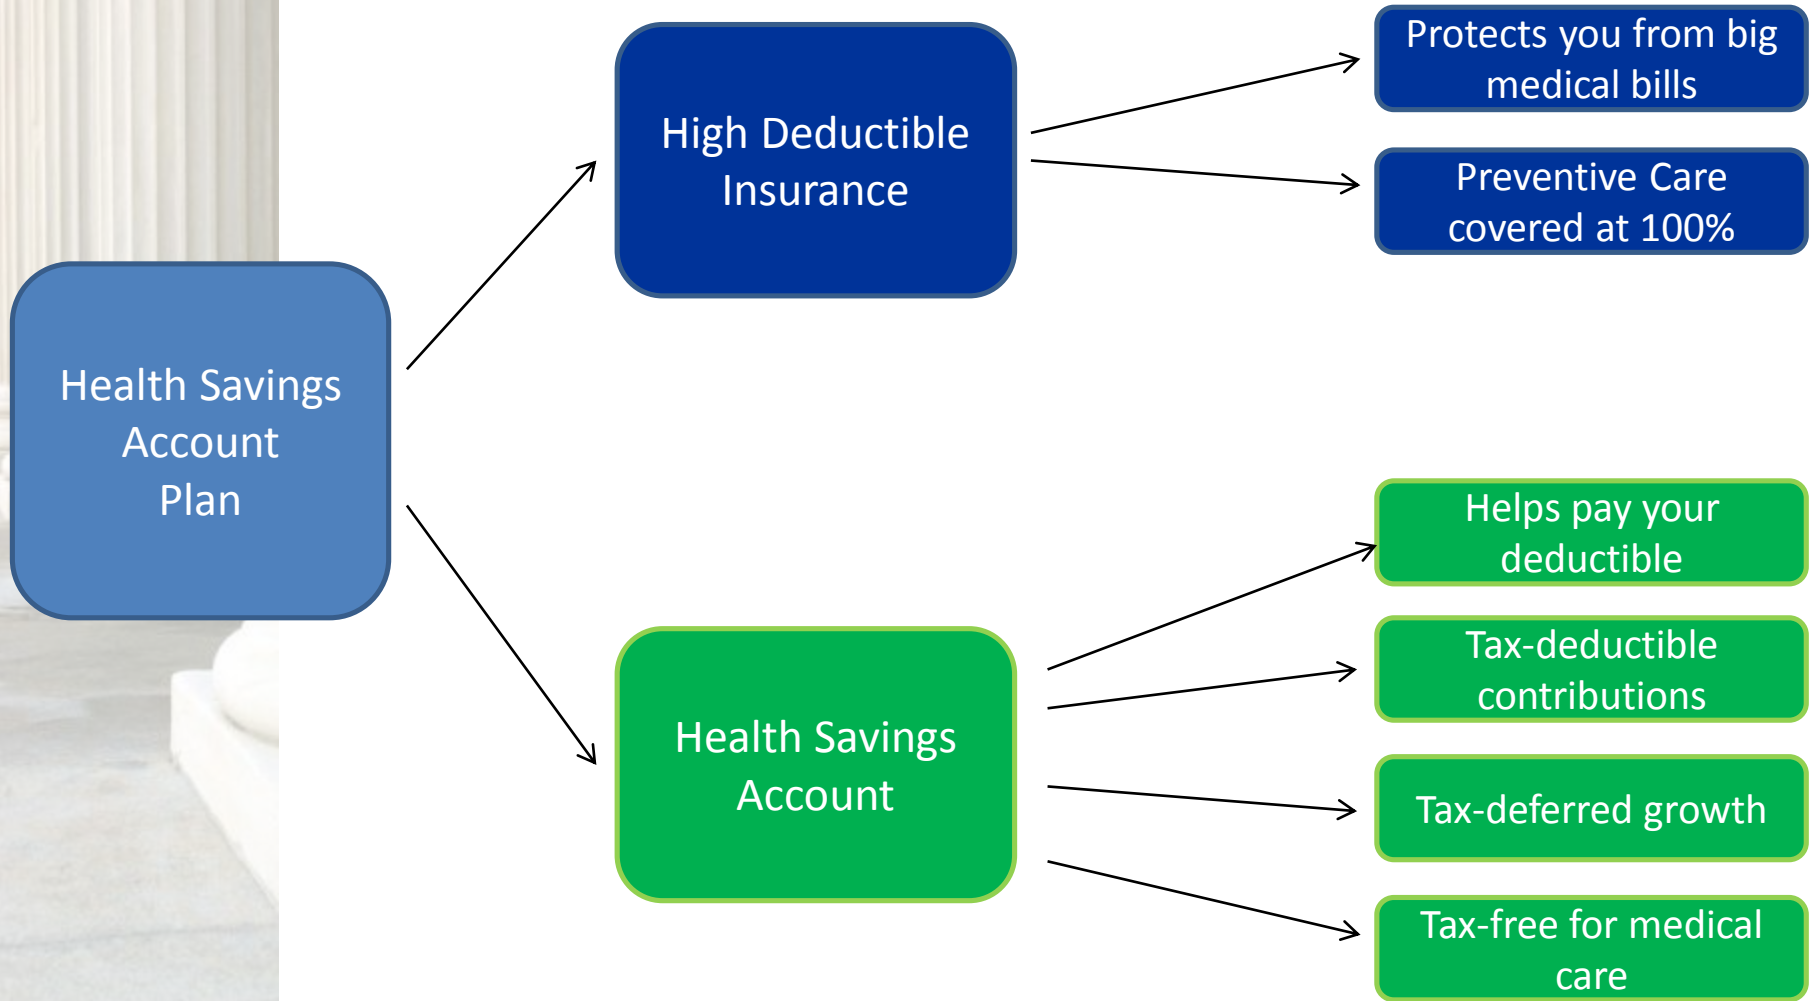 Health Savings
Account
Plan
High Deductible
Insurance
Protects you from big
medical bills
Preventive Care
covered at 100%
Health Savings
Account
Helps pay your
deductible
Tax-deductible
contributions
Tax-deferred growth
Tax-free for medical
care